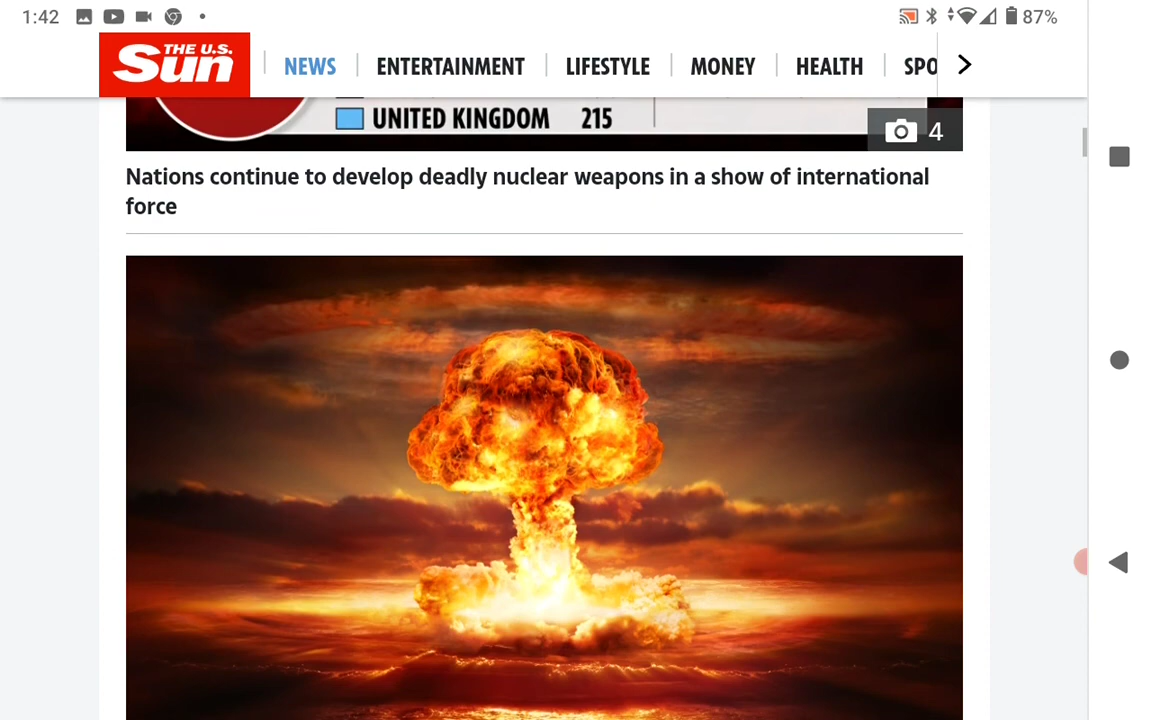 1:42
87%
THE U.S.
Sun
NEWS
ENTERTAINMENT
LIFESTYLE
MONEY
HEALTH
SPO
UNITED KINGDOM 215
4
Nations continue to develop deadly nuclear weapons in a show of international
force